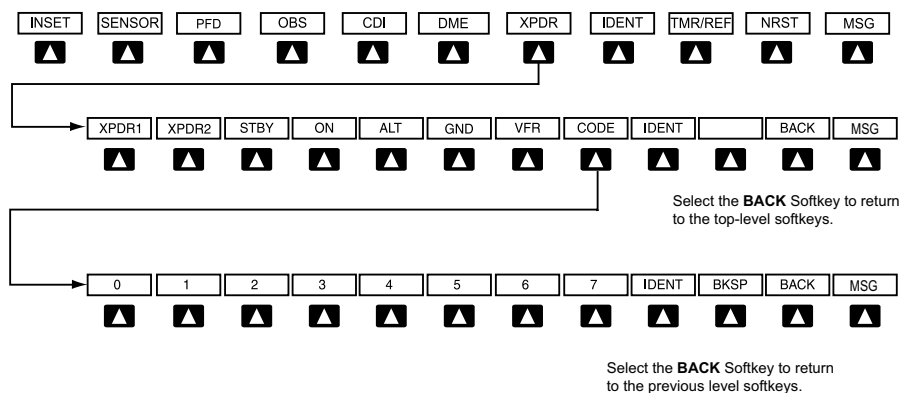 INSET SENSOR PFD OBS CDI DME XPDR IDENT TMR/REF NRST MSG
XPDR1 XPDR2 STBY ON ALT GND VFR CODE IDENT BACK MSG
Select the BACK Softkey to return
to the top-level softkeys.
0 1 2 3 4 5 6 7 IDENT BKSP BACK MSG
Select the BACK Softkey to return
to the previous level softkeys.